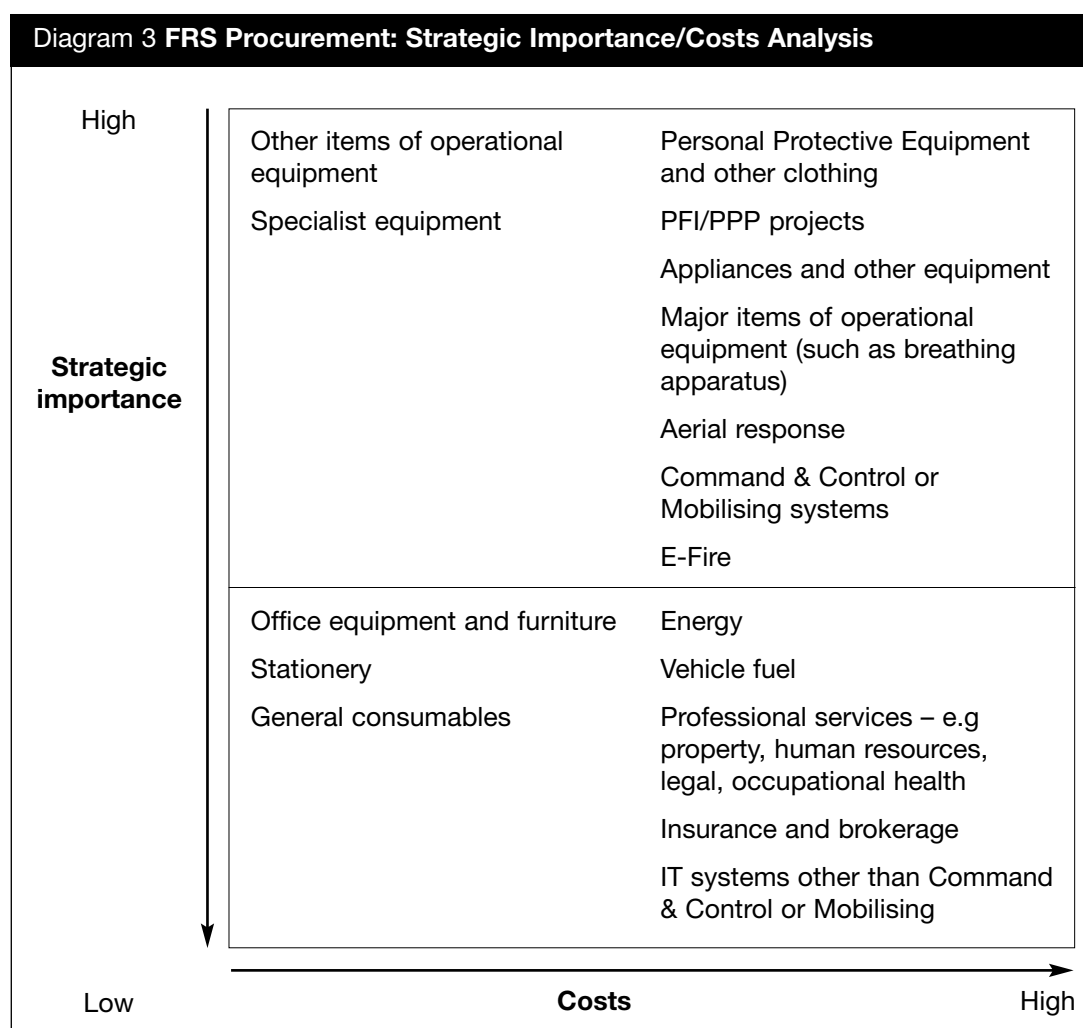 Diagram 3 FRS Procurement: Strategic Importance/Costs Analysis
High
Strategic
importance
Other items of operational
equipment
Specialist equipment
Personal Protective Equipment
and other clothing
PFI/PPP projects
Appliances and other equipment
Major items of operational
equipment (such as breathing
apparatus)
Aerial response
Command & Control or
Mobilising systems
E-Fire
Office equipment and furniture
Stationery
General consumables
Energy
Vehicle fuel
Professional services – e.g
property, human resources,
legal, occupational health
Insurance and brokerage
IT systems other than Command
& Control or Mobilising
Low
Costs
High